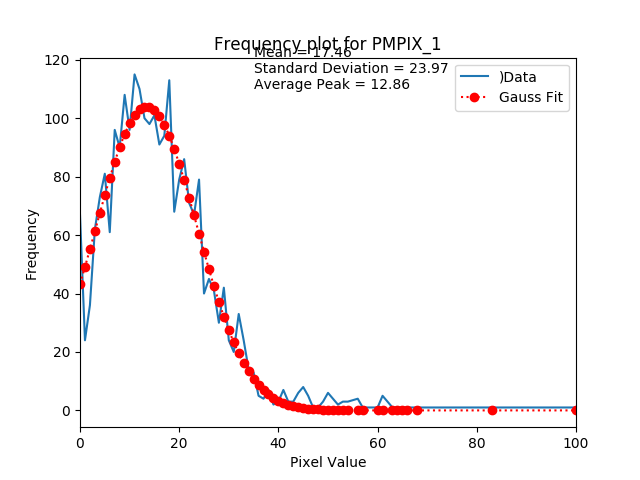 Frequency plot for PMPIX_1
Mean = 17.46
Standard Deviation = 23.97
Average Peak = 12.86
)Data
Gauss Fit
Frequency
120
100
80
60
40
20
0
0 20 40 60 80 100
Pixel Value